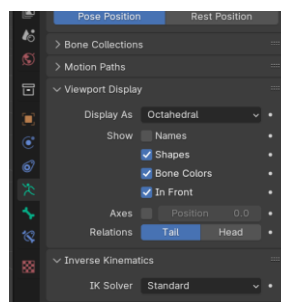 Pose Position Rest Position
Bone Collections
Motion Paths
Viewport Display
Display As Octahedral
Show Names
Shapes
Bone Colors
In Front
Axes Position 0.0
Relations Tail Head
Inverse Kinematics
IK Solver Standard